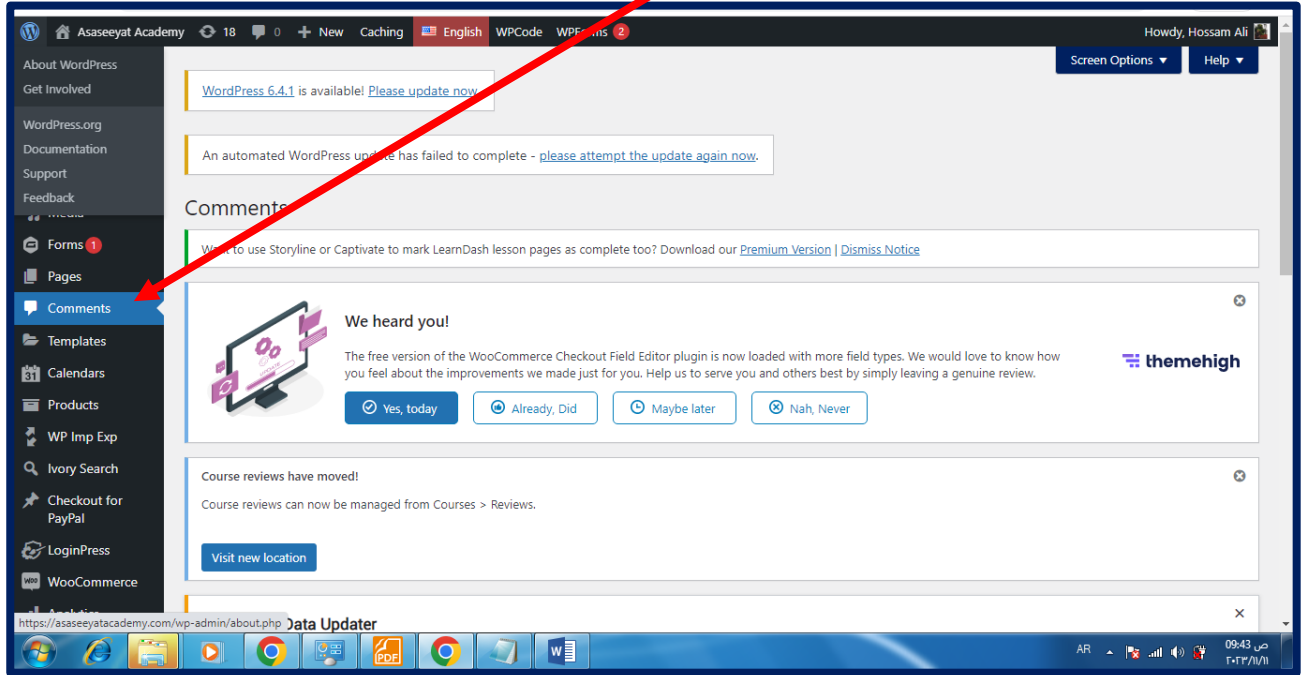 Asaseeyat Academy 18 0 + New Caching English WPCode WPForms 2 Howdy, Hossam Ali
About WordPress
Get Involved
WordPress.org
Documentation
Support
Feedback
Media
Forms 1
Pages
Comments
Templates
31 Calendars
Products
WP Imp Exp
Ivory Search
Checkout for
PayPal
LoginPress
WOO WooCommerce
Analytics
https://asaseeyatacademy.com/wp-admin/about.php
Screen Options ▼ Help ▼
WordPress 6.4.1 is available! Please update now.
An automated WordPress update has failed to complete - please attempt the update again now.
Comments
Want to use Storyline or Captivate to mark LearnDash lesson pages as complete too? Download our Premium Version | Dismiss Notice
We heard you!
The free version of the WooCommerce Checkout Field Editor plugin is now loaded with more field types. We would love to know how
you feel about the improvements we made just for you. Help us to serve you and others best by simply leaving a genuine review.
UPDATE
themehigh
Yes, today Already, Did Maybe later Nah, Never
Course reviews have moved!
Course reviews can now be managed from Courses > Reviews.
Visit new location
Data Updater
PDF
W
AR
09:43 ص
٢٠٢٣/١١/١١